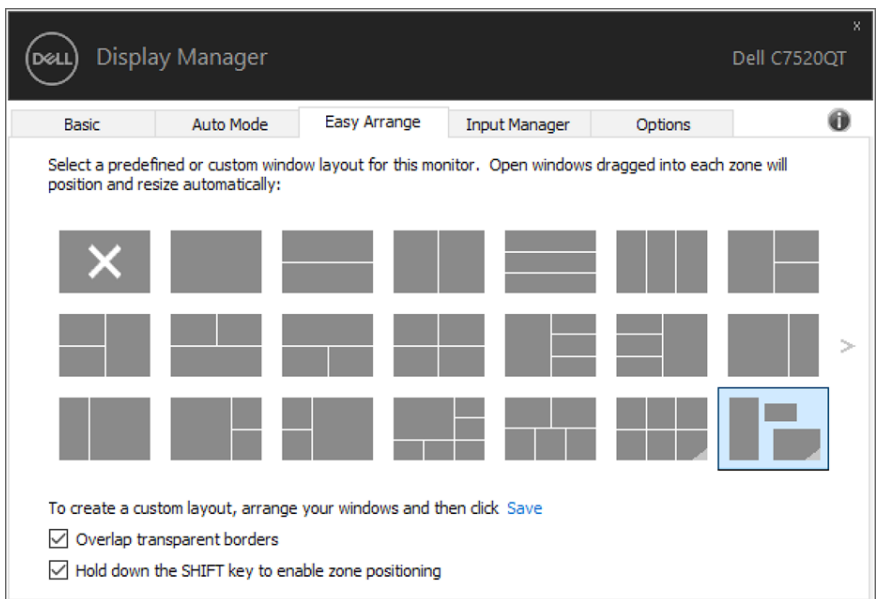 x
DELL
Display Manager
Dell C7520QT
Basic
Auto Mode
Easy Arrange
Input Manager
Options
i
Select a predefined or custom window layout for this monitor.  Open windows dragged into each zone will
position and resize automatically:
>
To create a custom layout, arrange your windows and then click Save
Overlap transparent borders
Hold down the SHIFT key to enable zone positioning